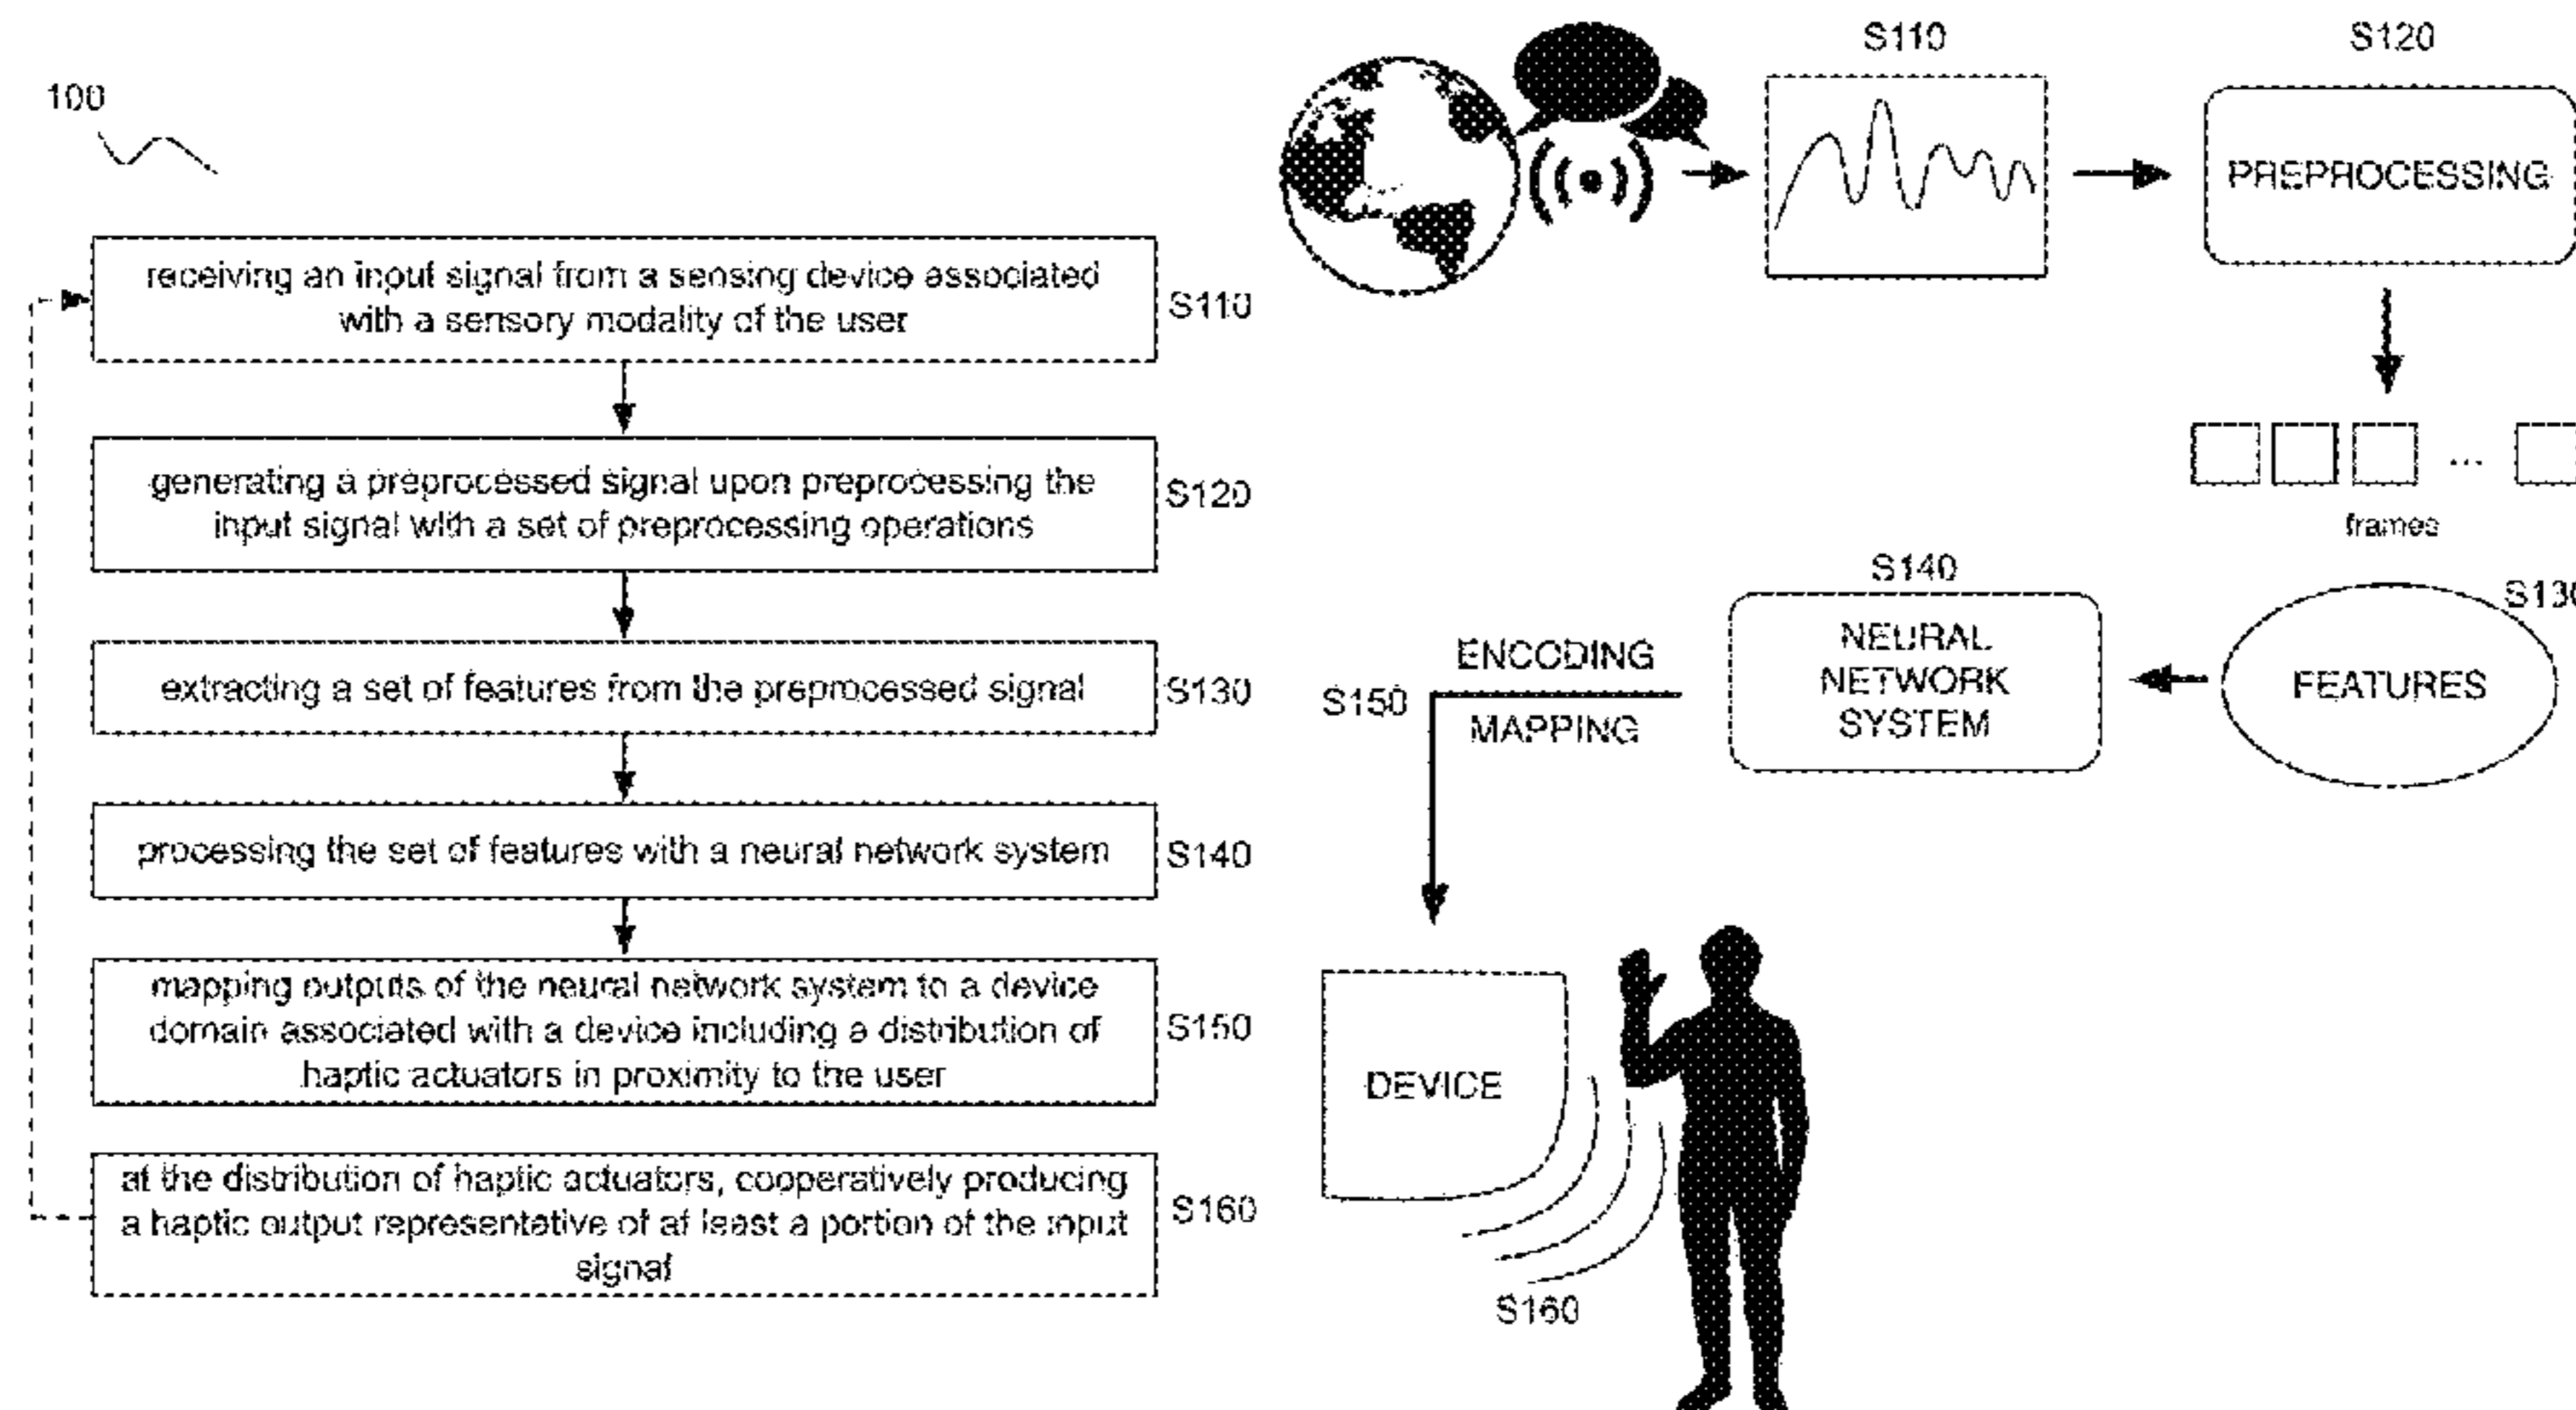 100
receiving an input signal from a sensing device associated
with a sensory modality of the user
S110
generating a preprocessed signal upon preprocessing the
input signal with a set of preprocessing operations
S120
extracting a set of features from the preprocessed signal
S130
processing the set of features with a neural network system
S140
mapping outputs of the neural network system to a device
domain associated with a device including a distribution of
haptic actuators in proximity to the user
S150
at the distribution of haptic actuators, cooperatively producing
a haptic output representative of at least a portion of the input
signal
S160
S110
S120
PREPROCESSING
...
frames
S130
FEATURES
S140
NEURAL
NETWORK
SYSTEM
ENCODING
S150
MAPPING
DEVICE
S160